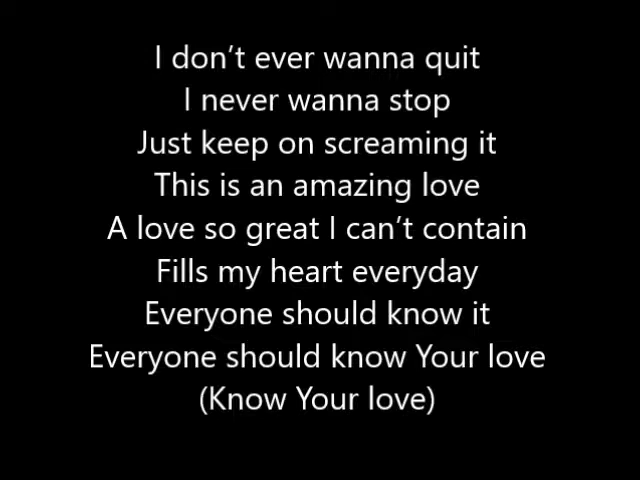 I don’t ever wanna quit
I never wanna stop
Just keep on screaming it
This is an amazing love
A love so great I can’t contain
Fills my heart everyday
Everyone should know it
Everyone should know Your love
(Know Your love)